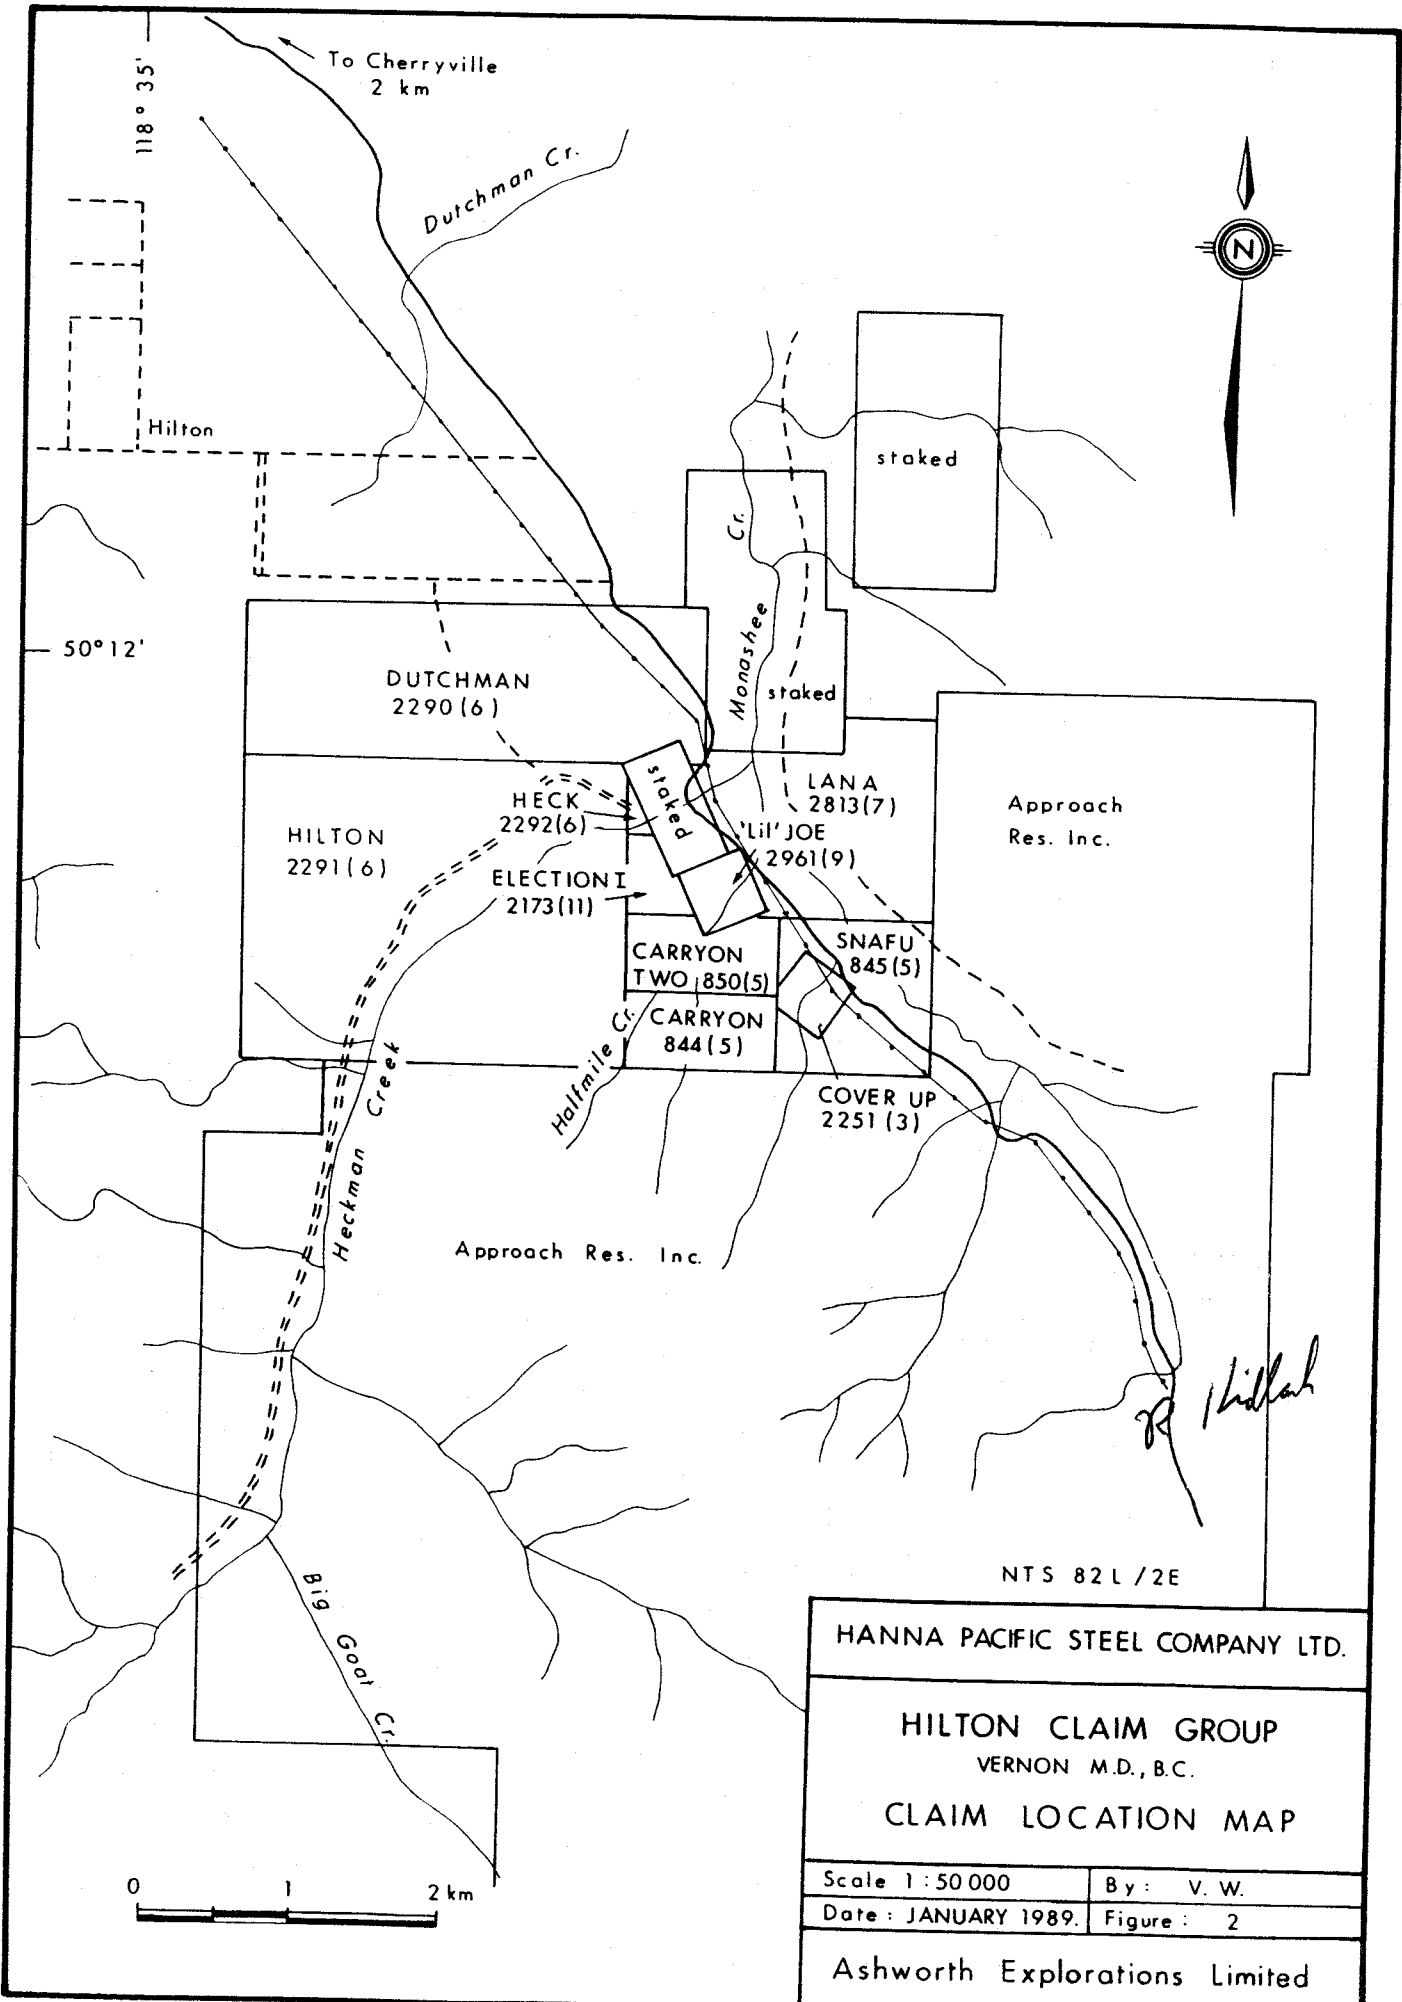 To Cherryville
2 km
118° 35'
Dutchman Cr.
N
Hilton
staked
Cr.
Monashee
50°12'
DUTCHMAN
2290(6)
staked
staked
LANA
2813(7)
Approach
Res. Inc.
HECK
2292(6)
HILTON
2291(6)
'Lil' JOE
2961(9)
ELECTION I
2173(11)
CARRYON
TWO 850(5)
SNAFU
845(5)
CARRYON
844(5)
Halfmile Cr.
COVER UP
2251(3)
Heckman Creek
Approach Res. Inc.
Big Goat Cr.
NTS 82L/2E
HANNA PACIFIC STEEL COMPANY LTD.
HILTON CLAIM GROUP
VERNON M.D., B.C.
CLAIM LOCATION MAP
Scale 1:50 000
By: V. W.
Date: JANUARY 1989.
Figure: 2
Ashworth Explorations Limited
0 1 2 km